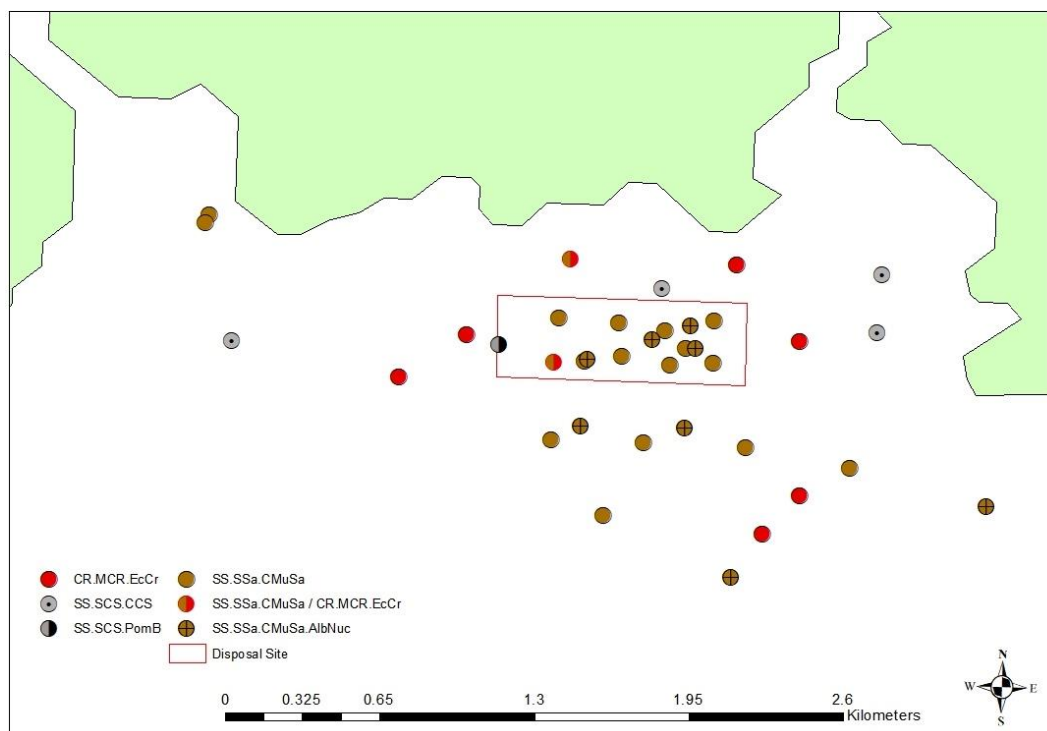 CR.MCR.EcCr SS.SSa.CMuSa
SS.SCS.CCS SS.SSa.CMuSa / CR.MCR.EcCr
SS.SCS.PomB SS.SSa.CMuSa.AlbNuc
Disposal Site
N
W E
S
0 0.325 0.65 1.3 1.95 2.6
Kilometers